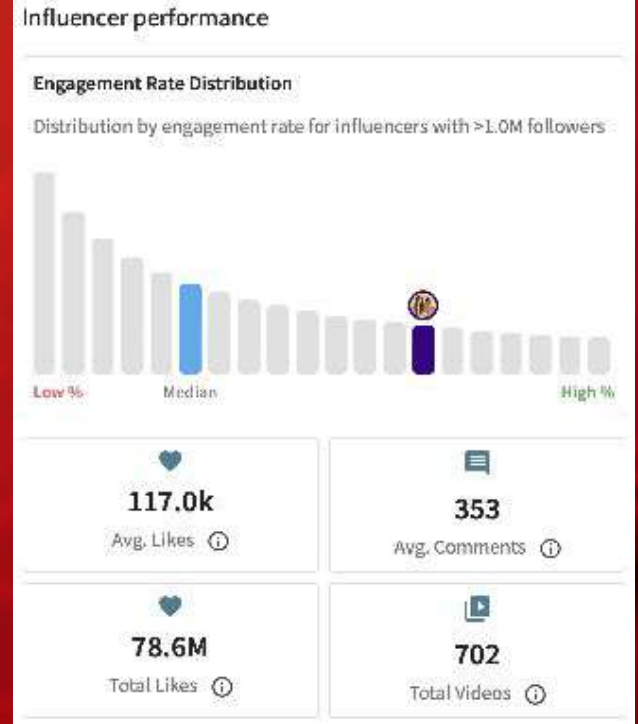 Influencer performance
Engagement Rate Distribution
Distribution by engagement rate for influencers with >1.0M followers
Low %
Median
High %
117.0k
Avg. Likes
353
Avg. Comments
78.6M
Total Likes
702
Total Videos